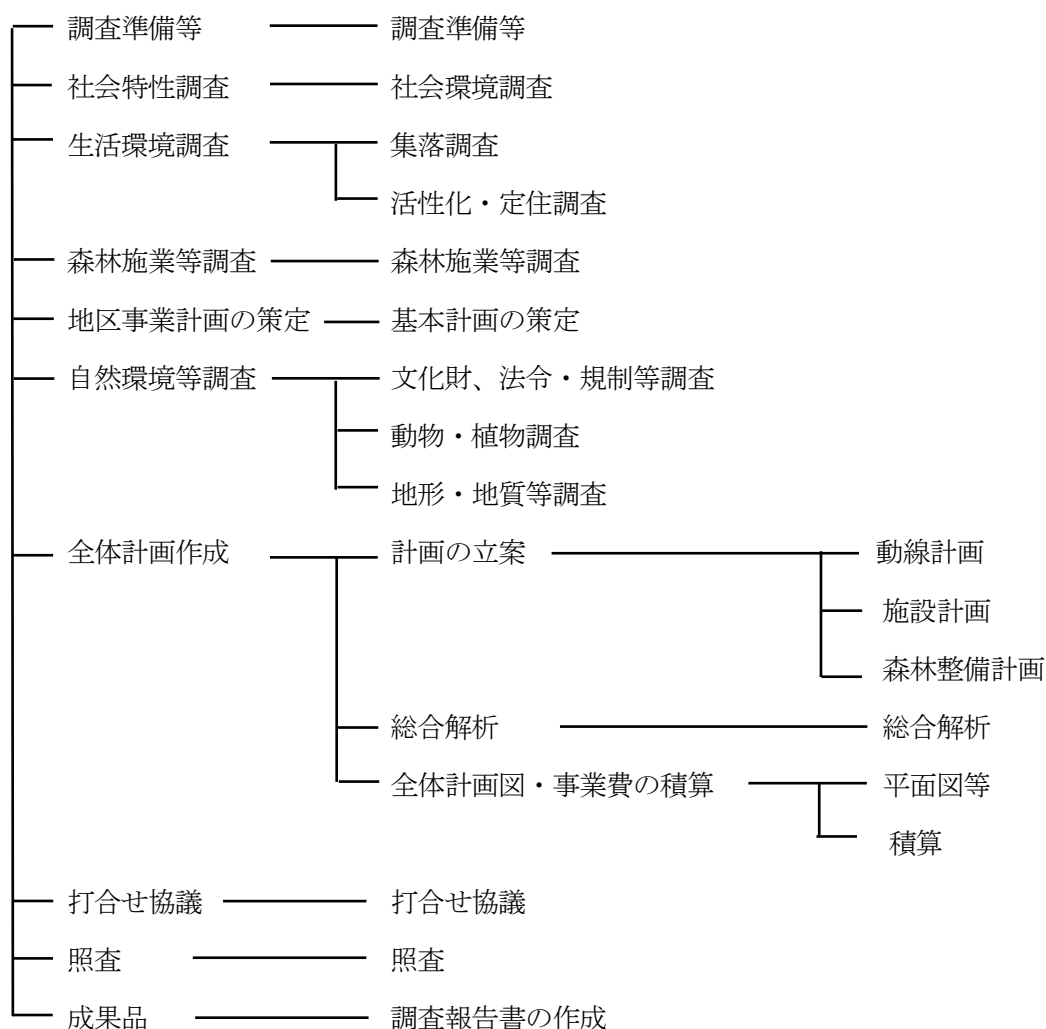 調査準備等 調査準備等
社会特性調査 社会環境調査
生活環境調査 集落調査
活性化・定住調査
森林施業等調査 森林施業等調査
地区事業計画の策定 基本計画の策定
自然環境等調査 文化財、法令・規制等調査
動物・植物調査
地形・地質等調査
全体計画作成 計画の立案 動線計画
施設計画
森林整備計画
総合解析 総合解析
全体計画図・事業費の積算 平面図等
積算
打合せ協議 打合せ協議
照査 照査
成果品 調査報告書の作成